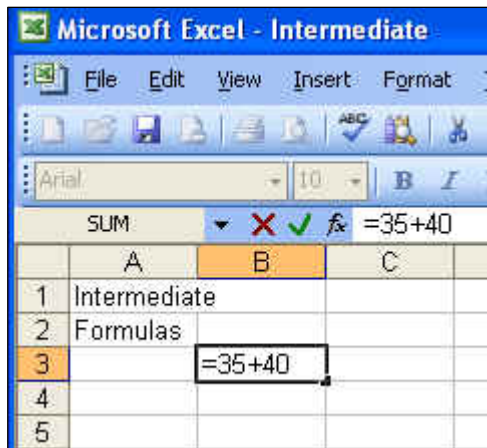 Microsoft Excel - Intermediate
File Edit View Insert Format
ABC
Arial 10 B I
SUM fx =35+40
A B C
1 Intermediate
2 Formulas
3 =35+40
4
5